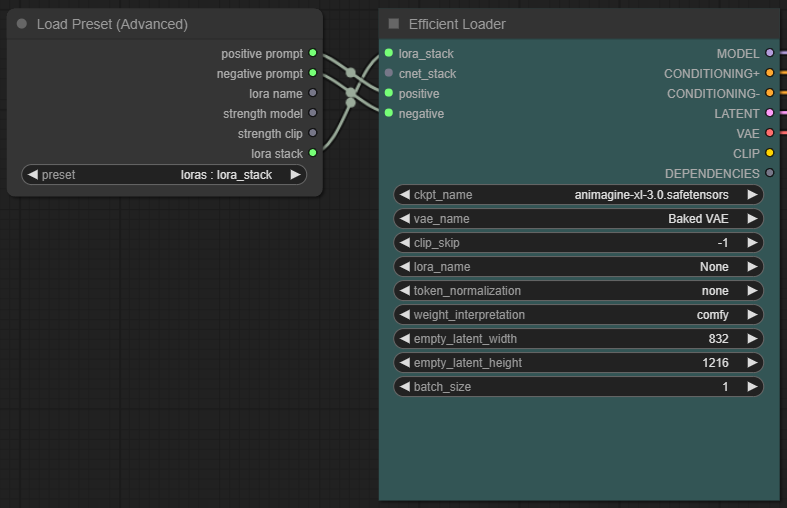 Load Preset (Advanced)
positive prompt
negative prompt
lora name
strength model
strength clip
lora stack
preset loras : lora_stack
Efficient Loader
lora_stack MODEL
cnet_stack CONDITIONING+
positive CONDITIONING-
negative LATENT
VAE
CLIP
DEPENDENCIES
ckpt_name animagine-xl-3.0.safetensors
vae_name Baked VAE
clip_skip -1
lora_name None
token_normalization none
weight_interpretation comfy
empty_latent_width 832
empty_latent_height 1216
batch_size 1